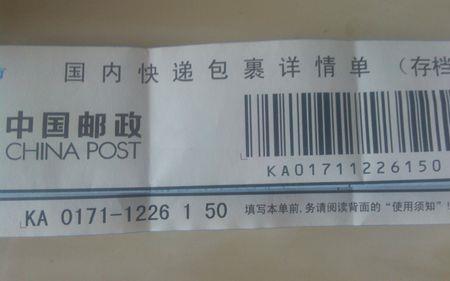 国内快递包裹详情单（存档
中国邮政
CHINA POST
KA01711226150
KA 0171-1226 1 50
填写本单前,务请阅读背面的“使用须知”!